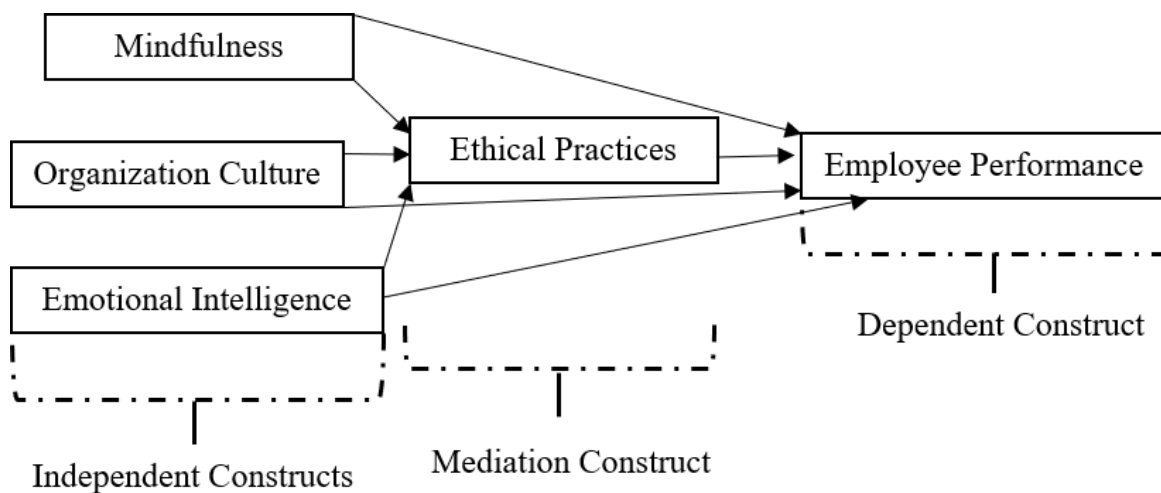 Mindfulness
Ethical Practices
Employee Performance
Organization Culture
Emotional Intelligence
Dependent Construct
Mediation Construct
Independent Constructs